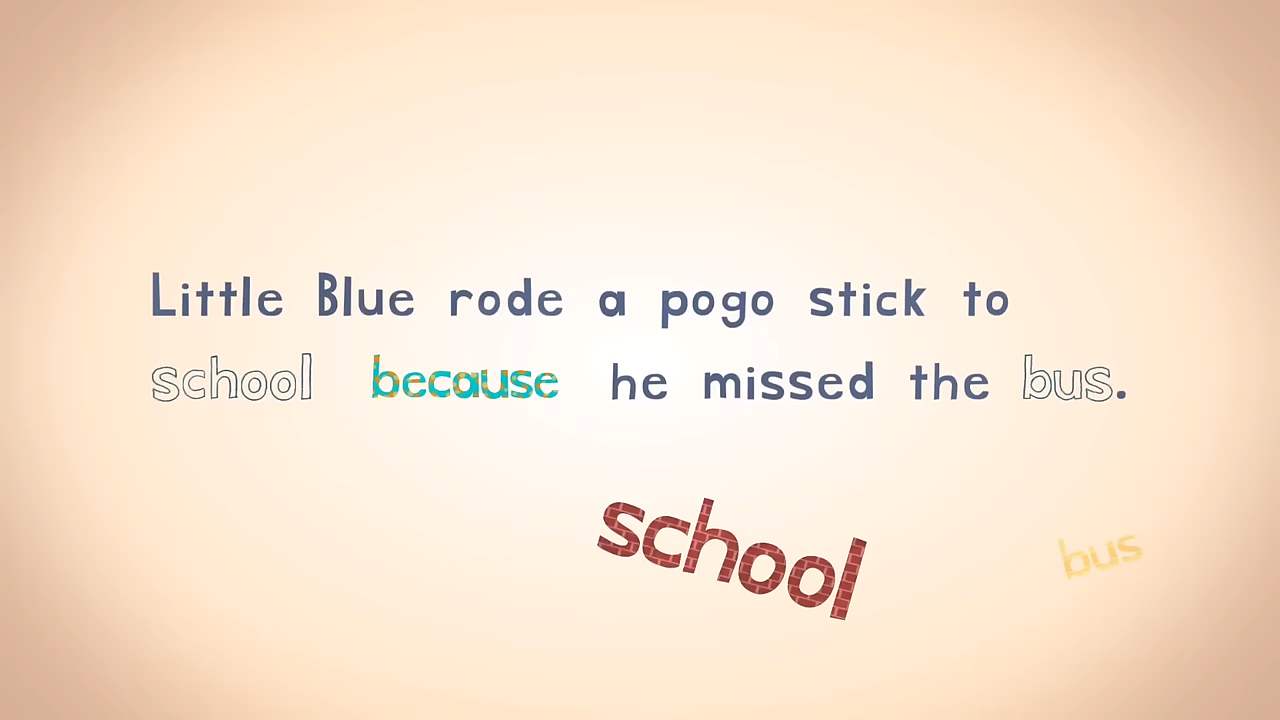 Little Blue rode a pogo stick to
school because he missed the bus.
school
bus